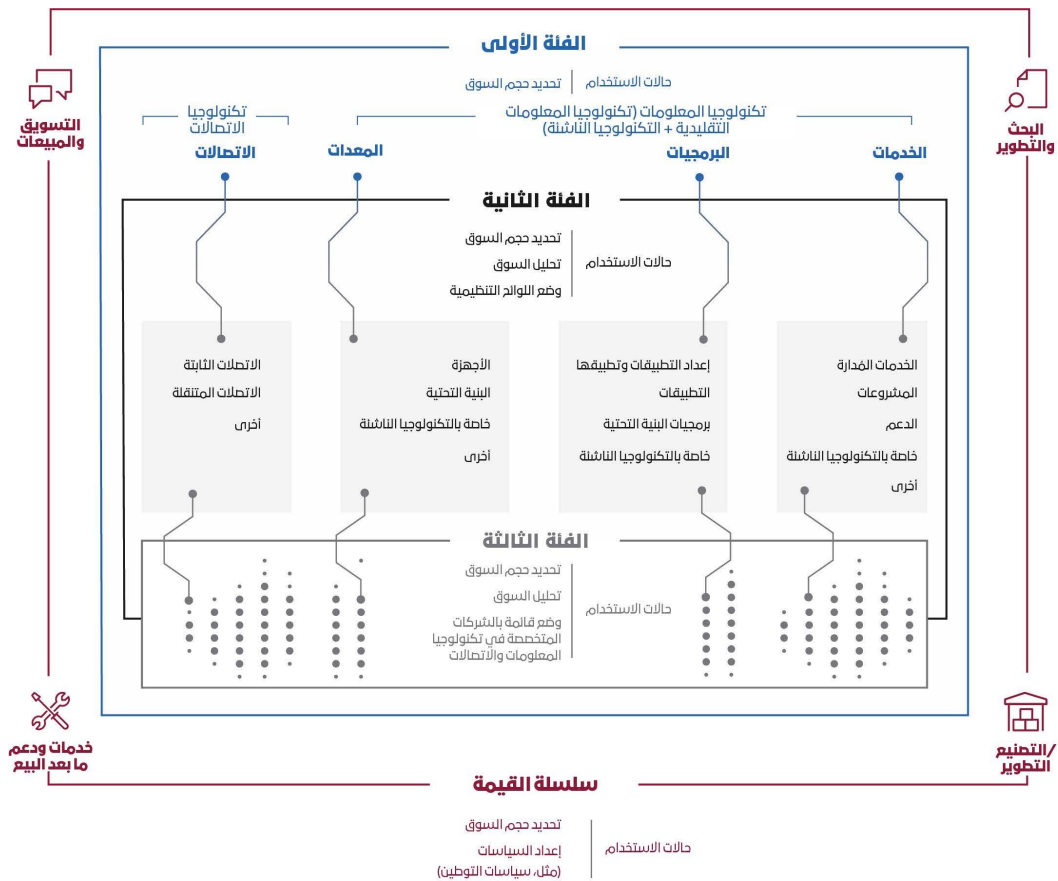 الفئة الأولى
حالات الاستخدام
تحديد حجم السوق
البحث
والتطوير
التسويق
والمبيعات
تكنولوجيا المعلومات (تكنولوجيا المعلومات
التقليدية + التكنولوجيا الناشئة)
تكنولوجيا
الاتصالات
الخدمات
البرمجيات
المعدات
الاتصالات
الفئة الثانية
حالات الاستخدام
تحديد حجم السوق
تحليل السوق
وضع اللوائح التنظيمية
الخدمات المُدارة
المشروعات
الدعم
خاصة بالتكنولوجيا الناشئة
أخرى
إعداد التطبيقات وتطبيقها
التطبيقات
برمجيات البنية التحتية
خاصة بالتكنولوجيا الناشئة
الأجهزة
البنية التحتية
خاصة بالتكنولوجيا الناشئة
أخرى
الاتصلات الثابتة
الاتصلات المتنقلة
أخرى
الفئة الثالثة
حالات الاستخدام
تحديد حجم السوق
تحليل السوق
وضع قائمة بالشركات
المتخصصة في تكنولوجيا
المعلومات والاتصالات
التصنيع/
التطوير
خدمات ودعم
ما بعد البيع
سلسلة القيمة
حالات الاستخدام
تحديد حجم السوق
إعداد السياسات
(مثل، سياسات التوطين)